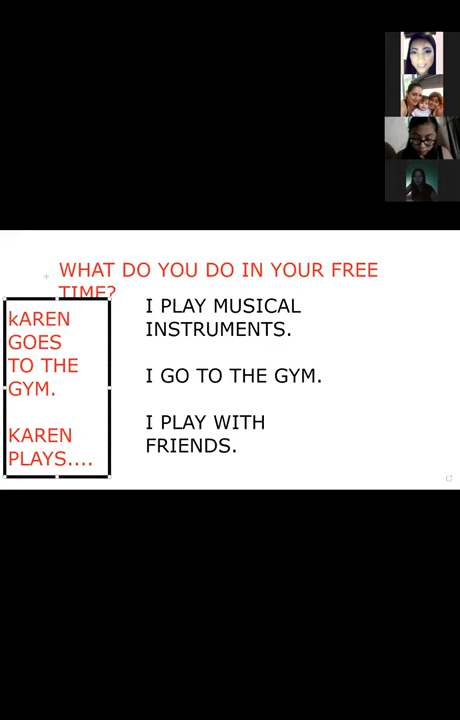 WHAT DO YOU DO IN YOUR FREE
TIME?
kAREN
GOES
TO THE
GYM.
KAREN
PLAYS....
I PLAY MUSICAL
INSTRUMENTS.
I GO TO THE GYM.
I PLAY WITH
FRIENDS.